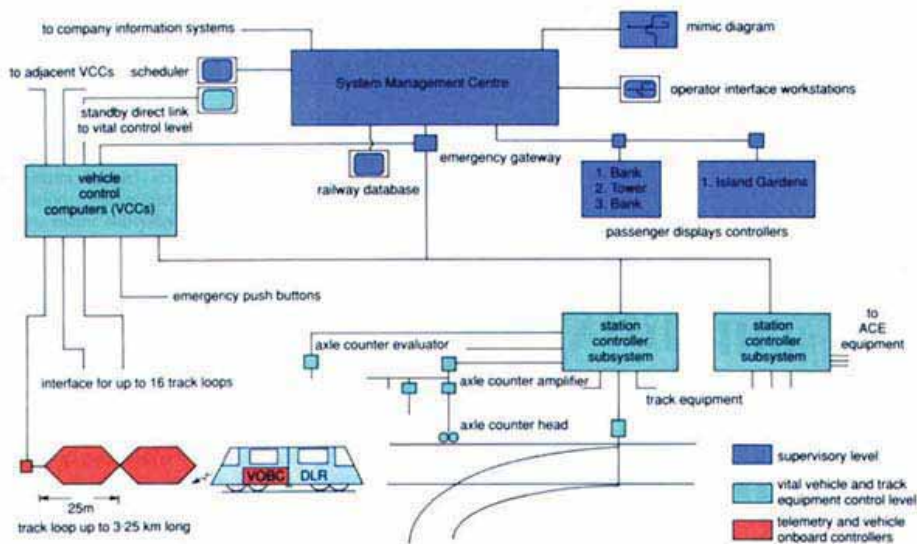 to company information systems
mimic diagram
to adjacent VCCs
scheduler
System Management Centre
operator interface workstations
standby direct link
to vital control level
emergency gateway
railway database
vehicle
control
computers (VCCs)
1. Bank
2. Tower
3. Bank
1. Island Gardens
passenger displays controllers
emergency push buttons
interface for up to 16 track loops
axle counter evaluator
axle counter amplifier
axle counter head
station
controller
subsystem
station
controller
subsystem
to
ACE
equipment
track equipment
VOBC
DLR
25m
track loop up to 3·25 km long
supervisory level
vital vehicle and track
equipment control level
telemetry and vehicle
onboard controllers